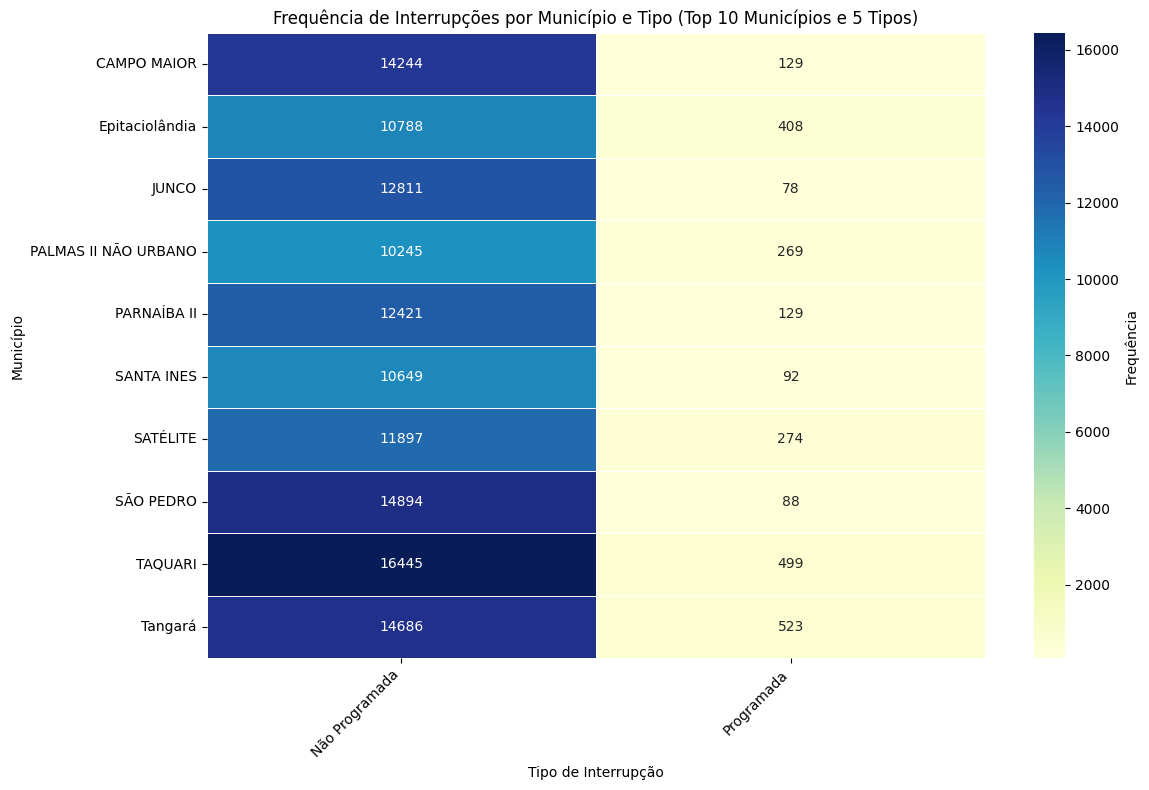 Frequência de Interrupções por Município e Tipo (Top 10 Municípios e 5 Tipos)
Município
CAMPO MAIOR 14244 129
Epitaciolândia 10788 408
JUNCO 12811 78
PALMAS II NÃO URBANO 10245 269
PARNAÍBA II 12421 129
SANTA INES 10649 92
SATÉLITE 11897 274
SÃO PEDRO 14894 88
TAQUARI 16445 499
Tangará 14686 523
Não Programada
Programada
Tipo de Interrupção
16000
14000
12000
10000
8000
6000
4000
2000
Frequência